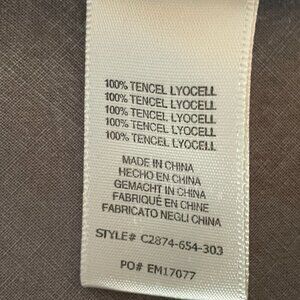 100% TENCEL LYOCELL
100% TENCEL LYOCELL
100% TENCEL LYOCELL
100% TENCEL LYOCELL
100% TENCEL LYOCELL
MADE IN CHINA
HECHO EN CHINA
GEMACHT IN CHINA
FABRIQUÉ EN CHINE
FABRICATO NEGLI CHINA
STYLE# C2874-654-303
PO# EM17077